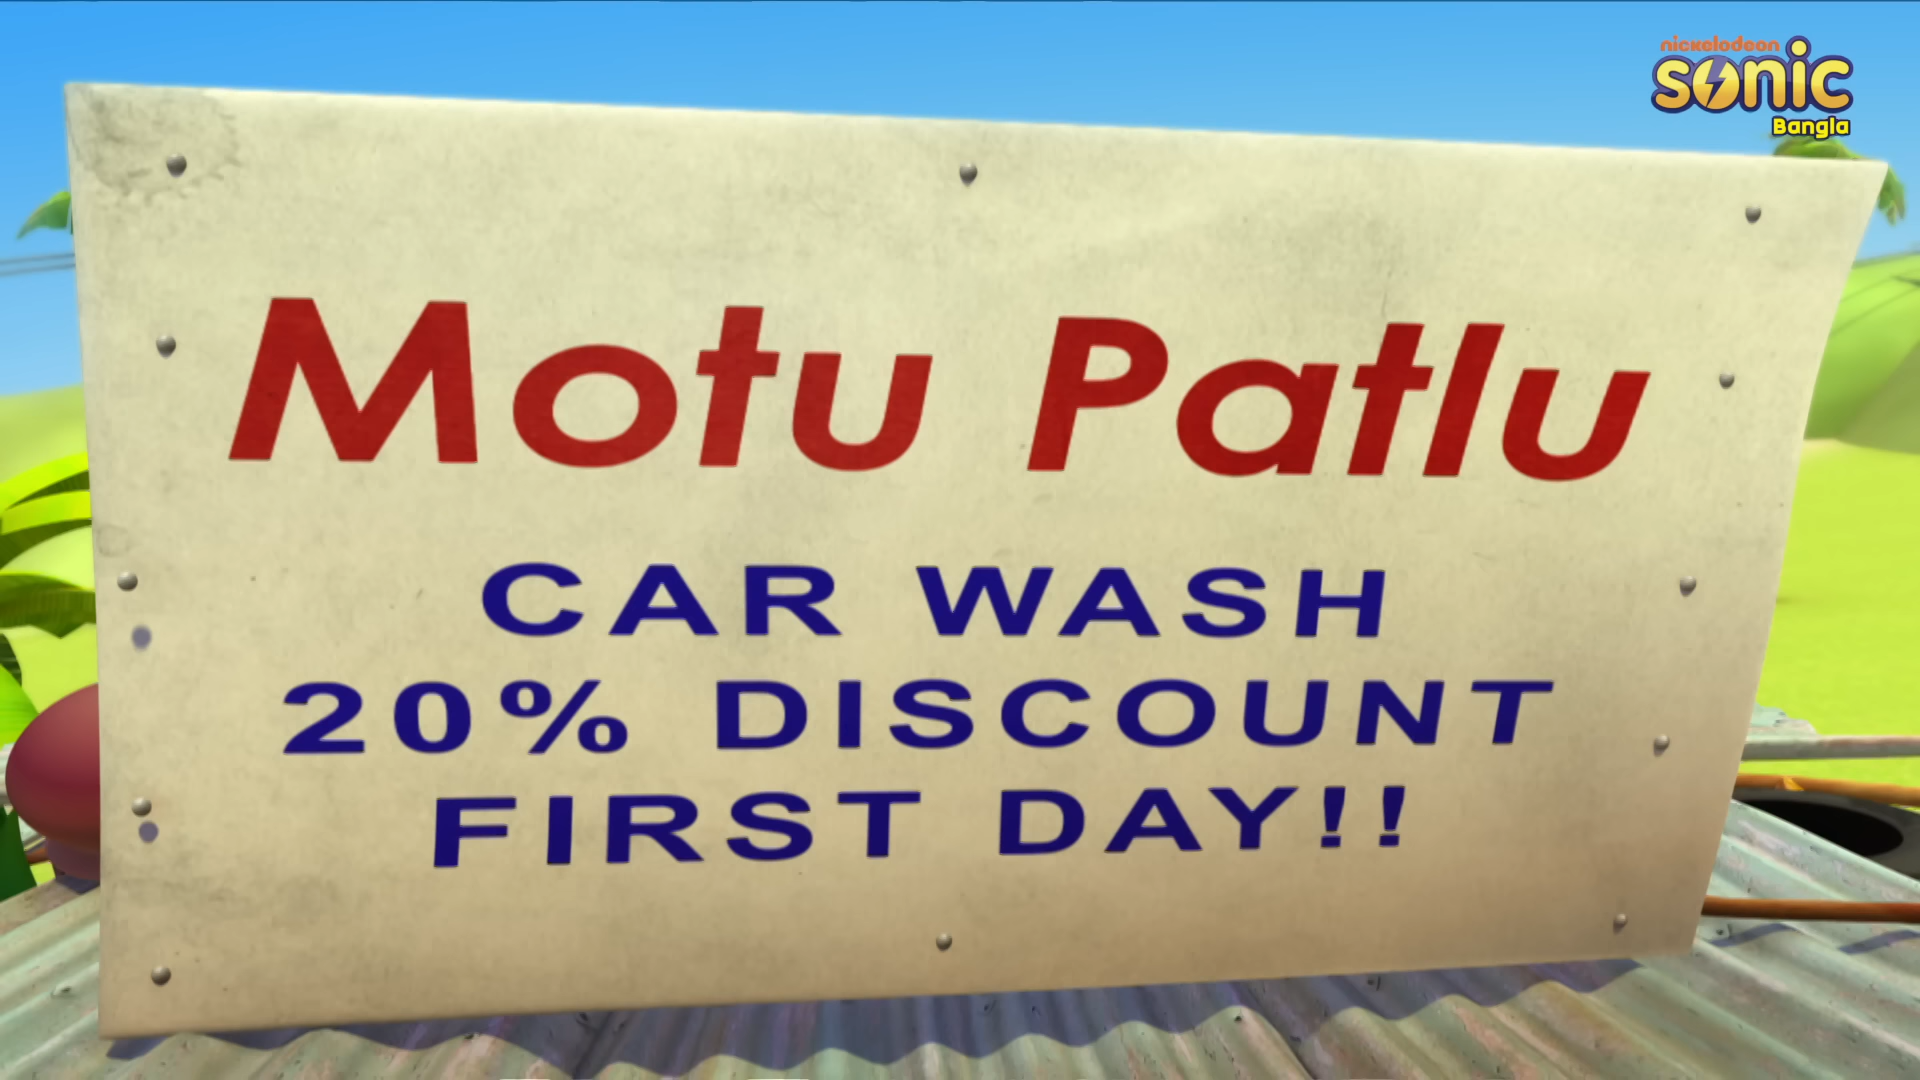 nickelodeon
sonic
Bangla
Motu Patlu
CAR WASH
20% DISCOUNT
FIRST DAY!!